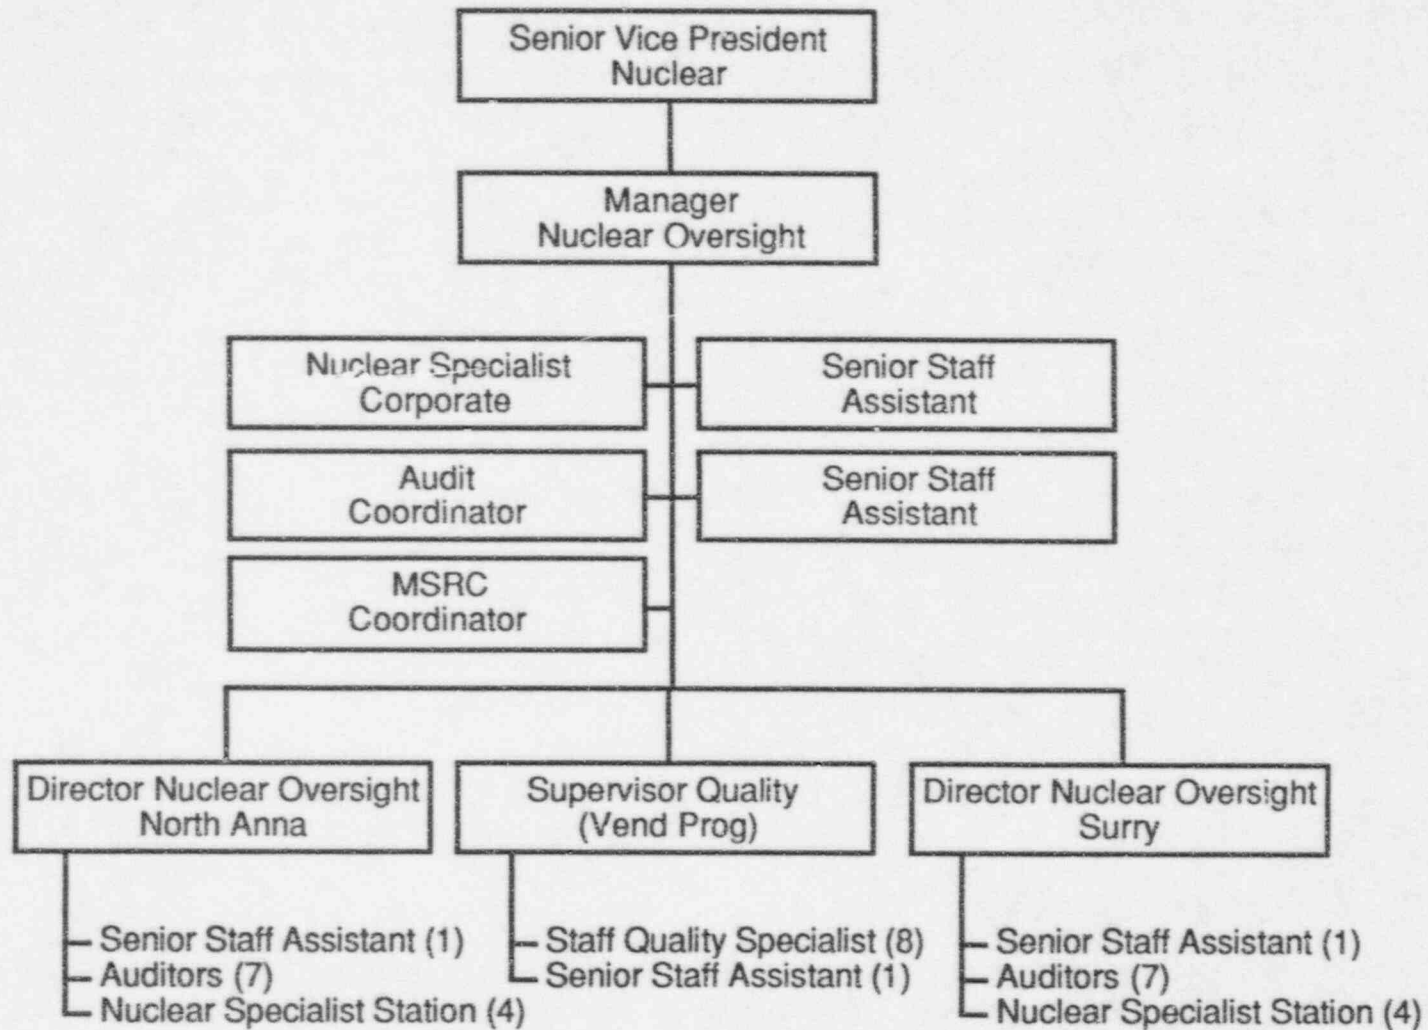 Senior Vice President
Nuclear
Manager
Nuclear Oversight
Nuclear Specialist
Corporate
Senior Staff
Assistant
Audit
Coordinator
Senior Staff
Assistant
MSRC
Coordinator
Director Nuclear Oversight
North Anna
Supervisor Quality
(Vend Prog)
Director Nuclear Oversight
Surry
Senior Staff Assistant (1)
Auditors (7)
Nuclear Specialist Station (4)
Staff Quality Specialist (8)
Senior Staff Assistant (1)
Senior Staff Assistant (1)
Auditors (7)
Nuclear Specialist Station (4)